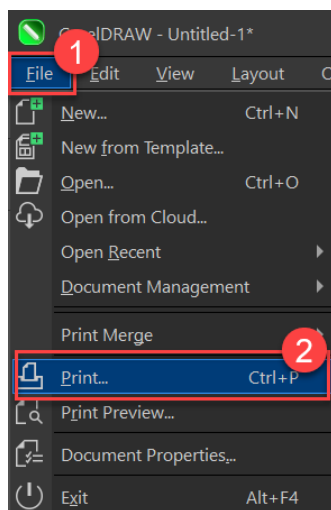 CorelDRAW - Untitled-1*
1
File Edit View Layout C
New... Ctrl+N
New from Template...
Open... Ctrl+O
Open from Cloud...
Open Recent
Document Management
Print Merge
2
Print... Ctrl+P
Print Preview...
Document Properties...
Exit Alt+F4